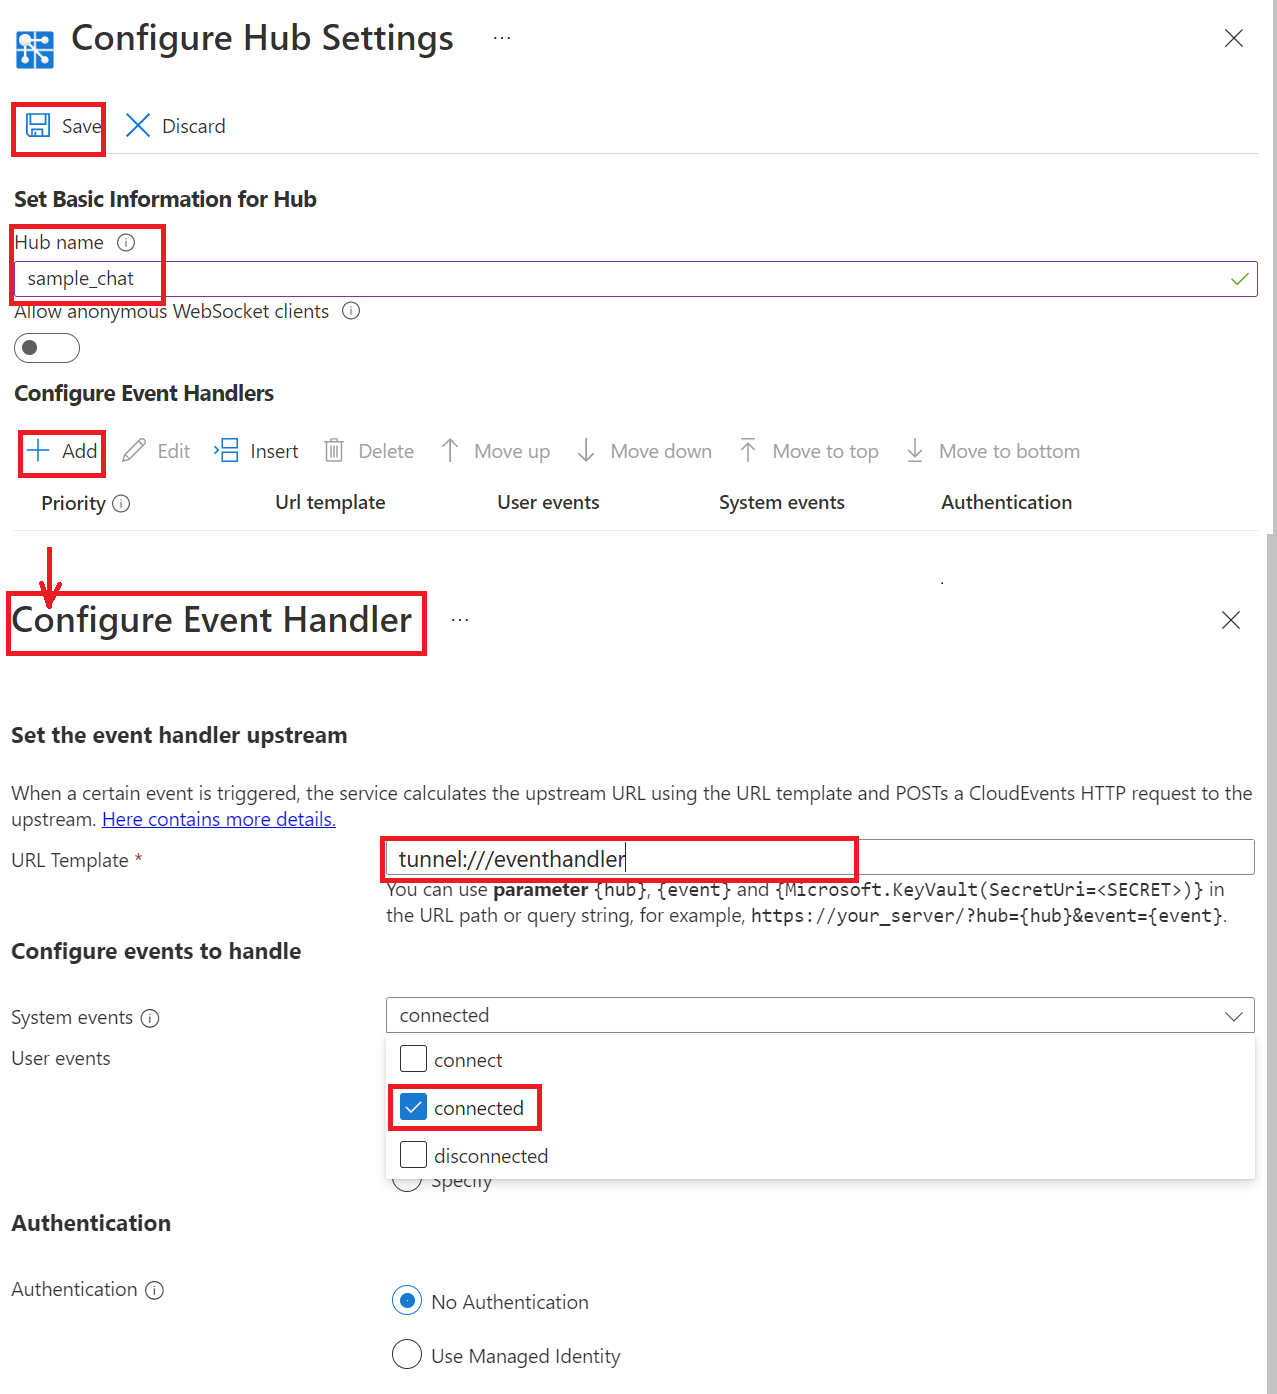 Configure Hub Settings ...
Save Discard
Set Basic Information for Hub
Hub name
sample_chat
Allow anonymous WebSocket clients
Configure Event Handlers
Add Edit Insert Delete Move up Move down Move to top Move to bottom
Priority Url template User events System events Authentication
Configure Event Handler ...
Set the event handler upstream
When a certain event is triggered, the service calculates the upstream URL using the URL template and POSTs a CloudEvents HTTP request to the
upstream. Here contains more details.
URL Template *
tunnel:///eventhandler
You can use parameter {hub}, {event} and {Microsoft.KeyVault(SecretUri=<SECRET>)} in
the URL path or query string, for example, https://your_server/?hub={hub}&event={event}.
Configure events to handle
System events
connected
User events
connect
connected
disconnected
Specify
Authentication
Authentication
No Authentication
Use Managed Identity